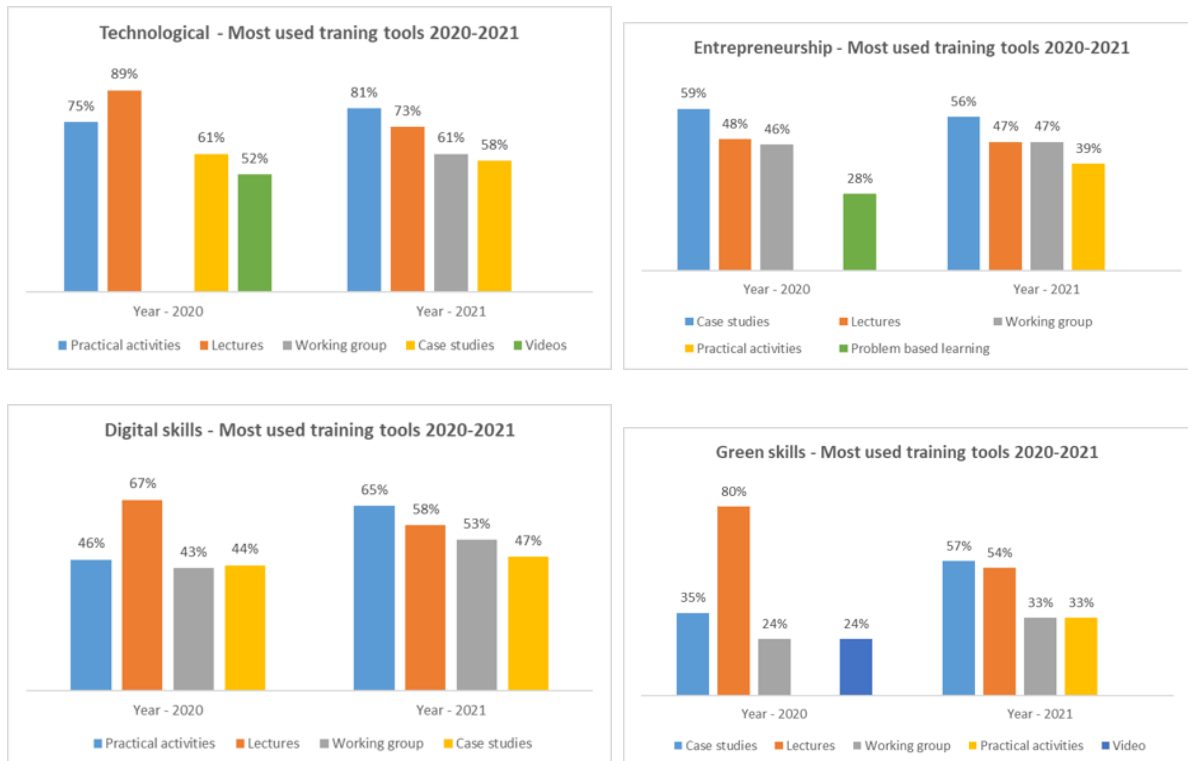 Technological - Most used traning tools 2020-2021
89%
75%
61%
52%
81%
73%
61%
58%
Year - 2020
Year - 2021
Practical activities
Lectures
Working group
Case studies
Videos
Entrepreneurship - Most used training tools 2020-2021
59%
48%
46%
28%
56%
47%
47%
39%
Year - 2020
Year - 2021
Case studies
Lectures
Working group
Practical activities
Problem based learning
Digital skills - Most used training tools 2020-2021
46%
67%
43%
44%
65%
58%
53%
47%
Year - 2020
Year - 2021
Practical activities
Lectures
Working group
Case studies
Green skills - Most used training tools 2020-2021
35%
80%
24%
24%
57%
54%
33%
33%
Year - 2020
Year - 2021
Case studies
Lectures
Working group
Practical activities
Video